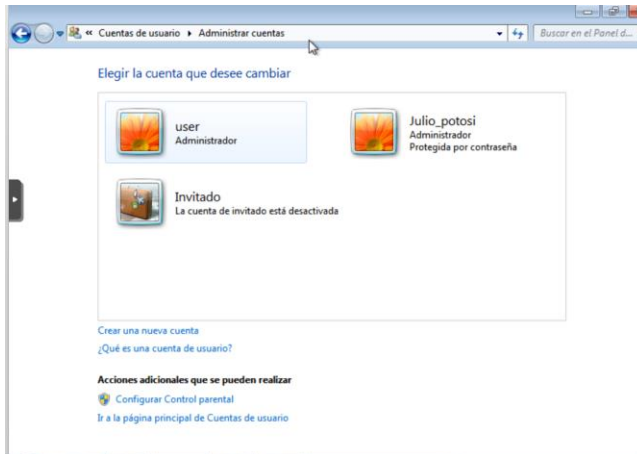 « Cuentas de usuario ▸ Administrar cuentas
Buscar en el Panel d...
Elegir la cuenta que desee cambiar
user
Administrador
Julio_potosi
Administrador
Protegida por contraseña
Invitado
La cuenta de invitado está desactivada
Crear una nueva cuenta
¿Qué es una cuenta de usuario?
Acciones adicionales que se pueden realizar
Configurar Control parental
Ir a la página principal de Cuentas de usuario